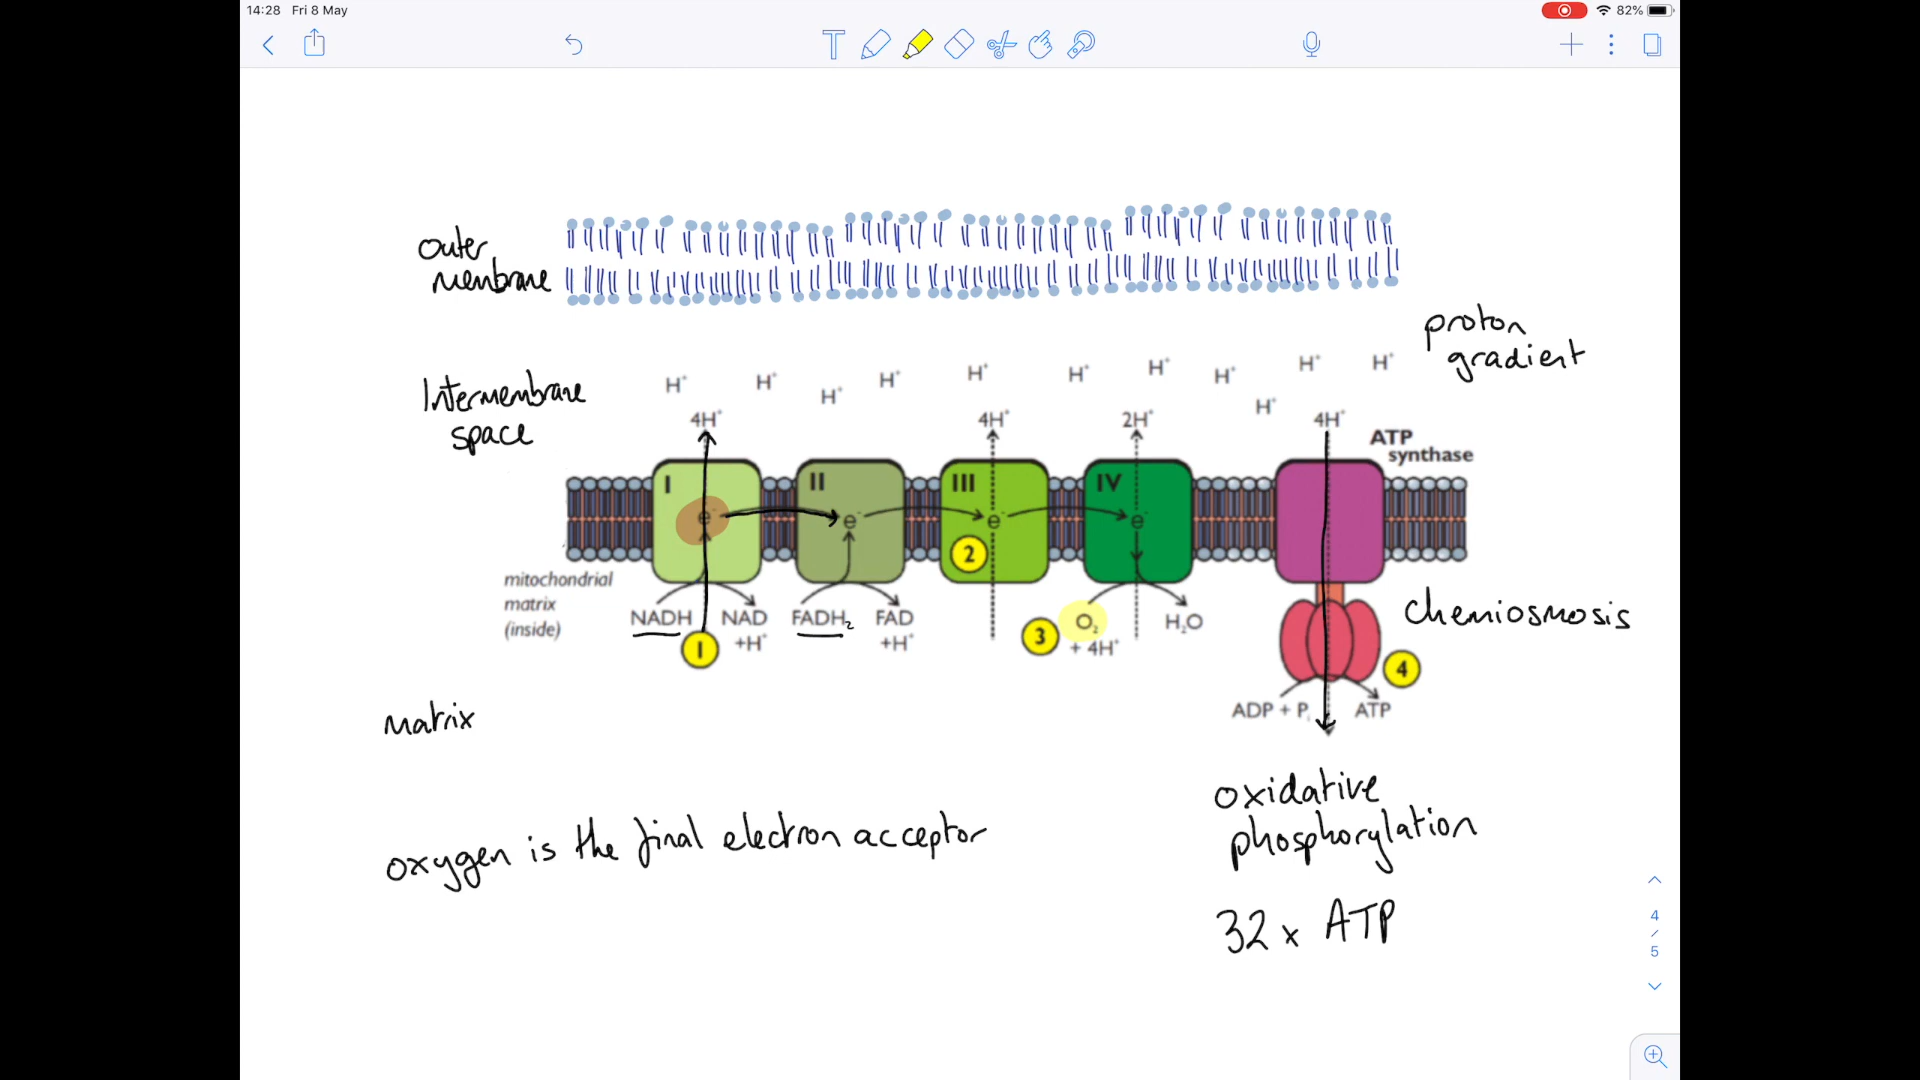 14:28 Fri 8 May
82%
outer
membrane
proton
gradient
Intermembrane
space
H⁺ H⁺ H⁺ H⁺ H⁺ H⁺ H⁺ H⁺ H⁺ H⁺ H⁺
4H⁺ 4H⁺ 2H⁺ 4H⁺
ATP
synthase
I II III IV
e⁻ e⁻ e⁻ e⁻
2
mitochondrial
matrix
(inside)
NADH NAD
+H⁺
1
FADH₂ FAD
+H⁺
3
O₂
+ 4H⁺
H₂O
chemiosmosis
4
ADP + Pᵢ ATP
matrix
oxidative
phosphorylation
oxygen is the final electron acceptor
32 x ATP
4
/
5